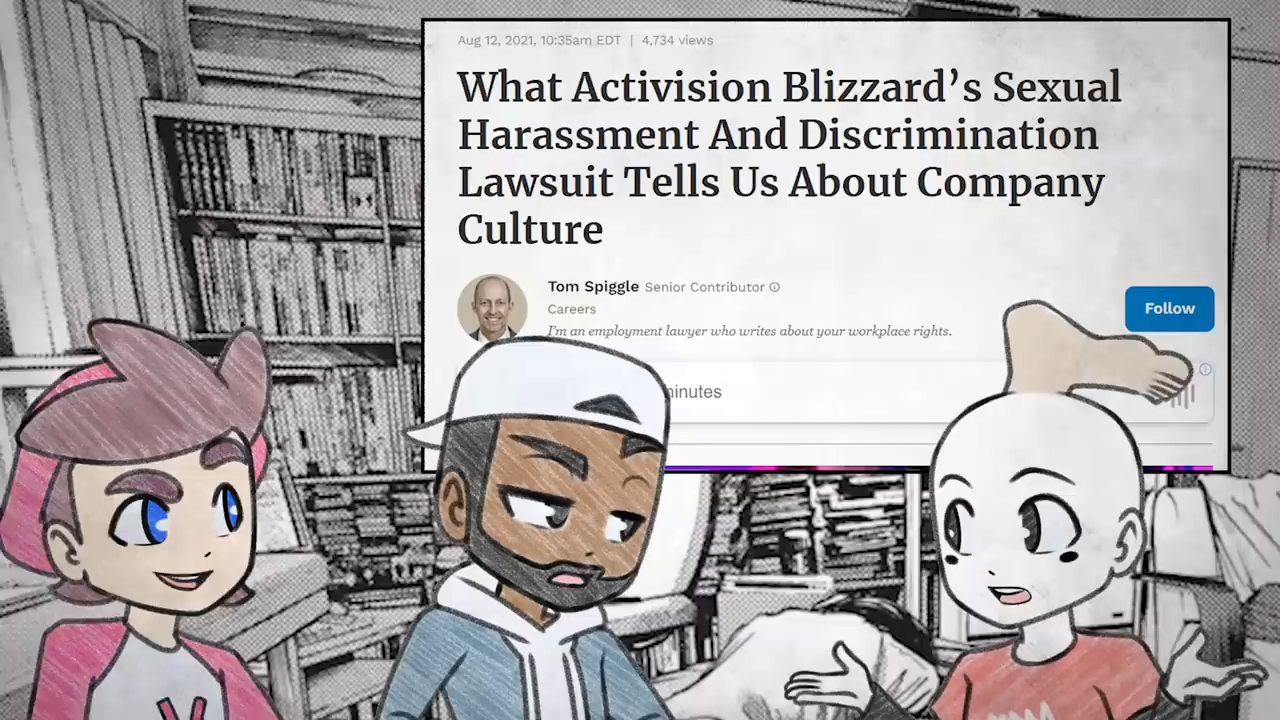 Aug 12, 2021, 10:35am EDT | 4,734 views
What Activision Blizzard’s Sexual
Harassment And Discrimination
Lawsuit Tells Us About Company
Culture
Tom Spiggle Senior Contributor
Careers
I'm an employment lawyer who writes about your workplace rights.
Follow
minutes